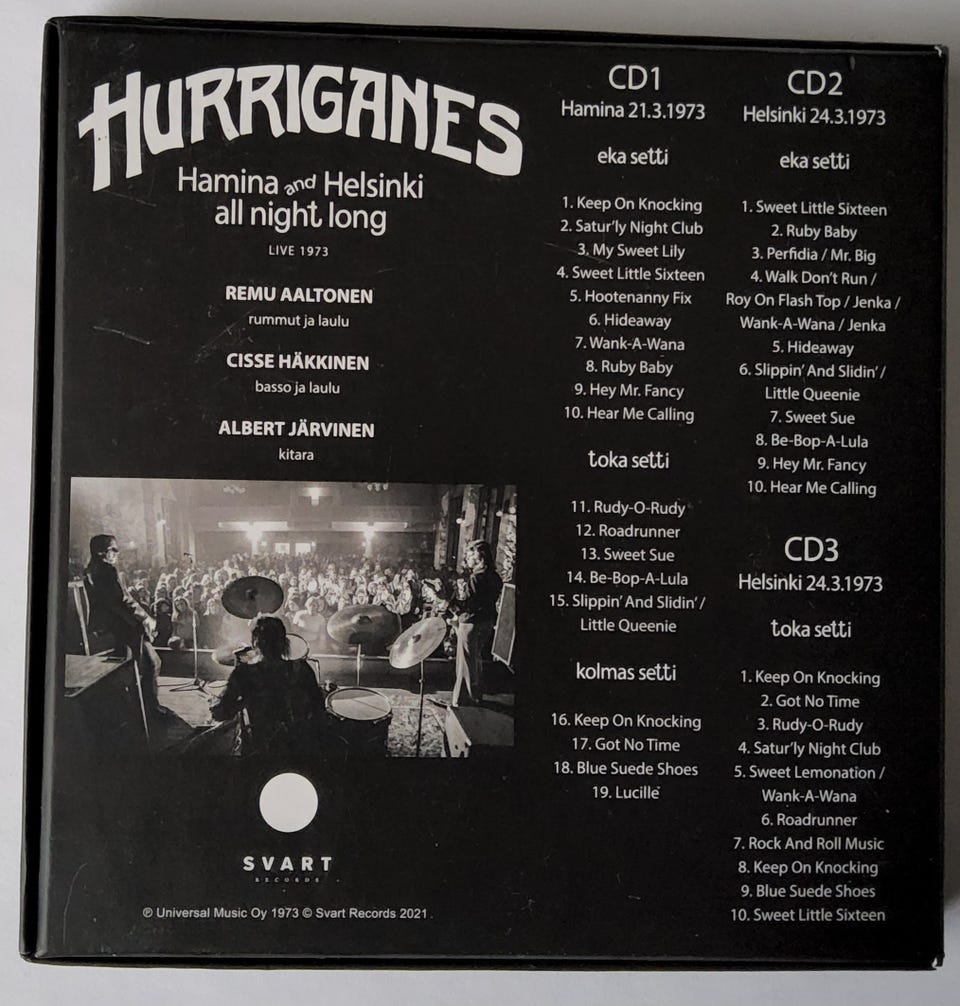 HURRIGANES
Hamina and Helsinki
all night long
LIVE 1973
REMU AALTONEN
rummut ja laulu
CISSE HÄKKINEN
basso ja laulu
ALBERT JÄRVINEN
kitara
SVART
RECORDS
℗ Universal Music Oy 1973 © Svart Records 2021.
CD1
Hamina 21.3.1973
eka setti
1. Keep On Knocking
2. Satur'ly Night Club
3. My Sweet Lily
4. Sweet Little Sixteen
5. Hootenanny Fix
6. Hideaway
7. Wank-A-Wana
8. Ruby Baby
9. Hey Mr. Fancy
10. Hear Me Calling
toka setti
11. Rudy-O-Rudy
12. Roadrunner
13. Sweet Sue
14. Be-Bop-A-Lula
15. Slippin' And Slidin' /
Little Queenie
kolmas setti
16. Keep On Knocking
17. Got No Time
18. Blue Suede Shoes
19. Lucille
CD2
Helsinki 24.3.1973
eka setti
1. Sweet Little Sixteen
2. Ruby Baby
3. Perfidia / Mr. Big
4. Walk Don't Run /
Roy On Flash Top / Jenka /
Wank-A-Wana / Jenka
5. Hideaway
6. Slippin' And Slidin' /
Little Queenie
7. Sweet Sue
8. Be-Bop-A-Lula
9. Hey Mr. Fancy
10. Hear Me Calling
CD3
Helsinki 24.3.1973
toka setti
1. Keep On Knocking
2. Got No Time
3. Rudy-O-Rudy
4. Satur'ly Night Club
5. Sweet Lemonation /
Wank-A-Wana
6. Roadrunner
7. Rock And Roll Music
8. Keep On Knocking
9. Blue Suede Shoes
10. Sweet Little Sixteen